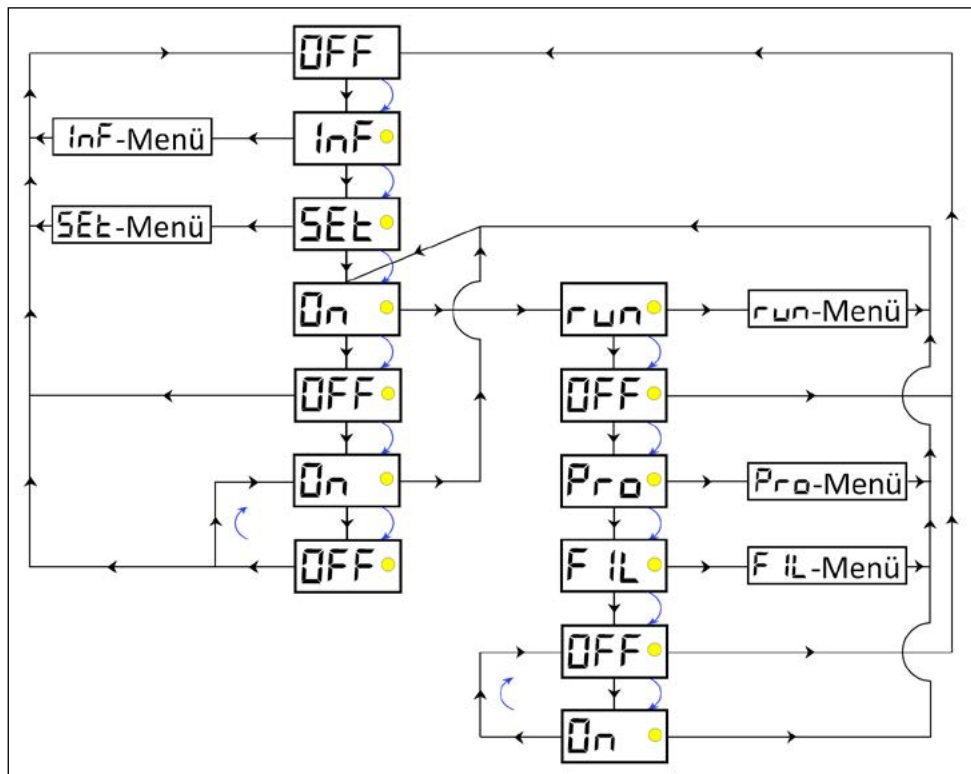 OFF
InF
InF-Menü
SEt
SEt-Menü
On
OFF
On
OFF
run
run-Menü
OFF
Pro
Pro-Menü
FIL
FIL-Menü
OFF
On